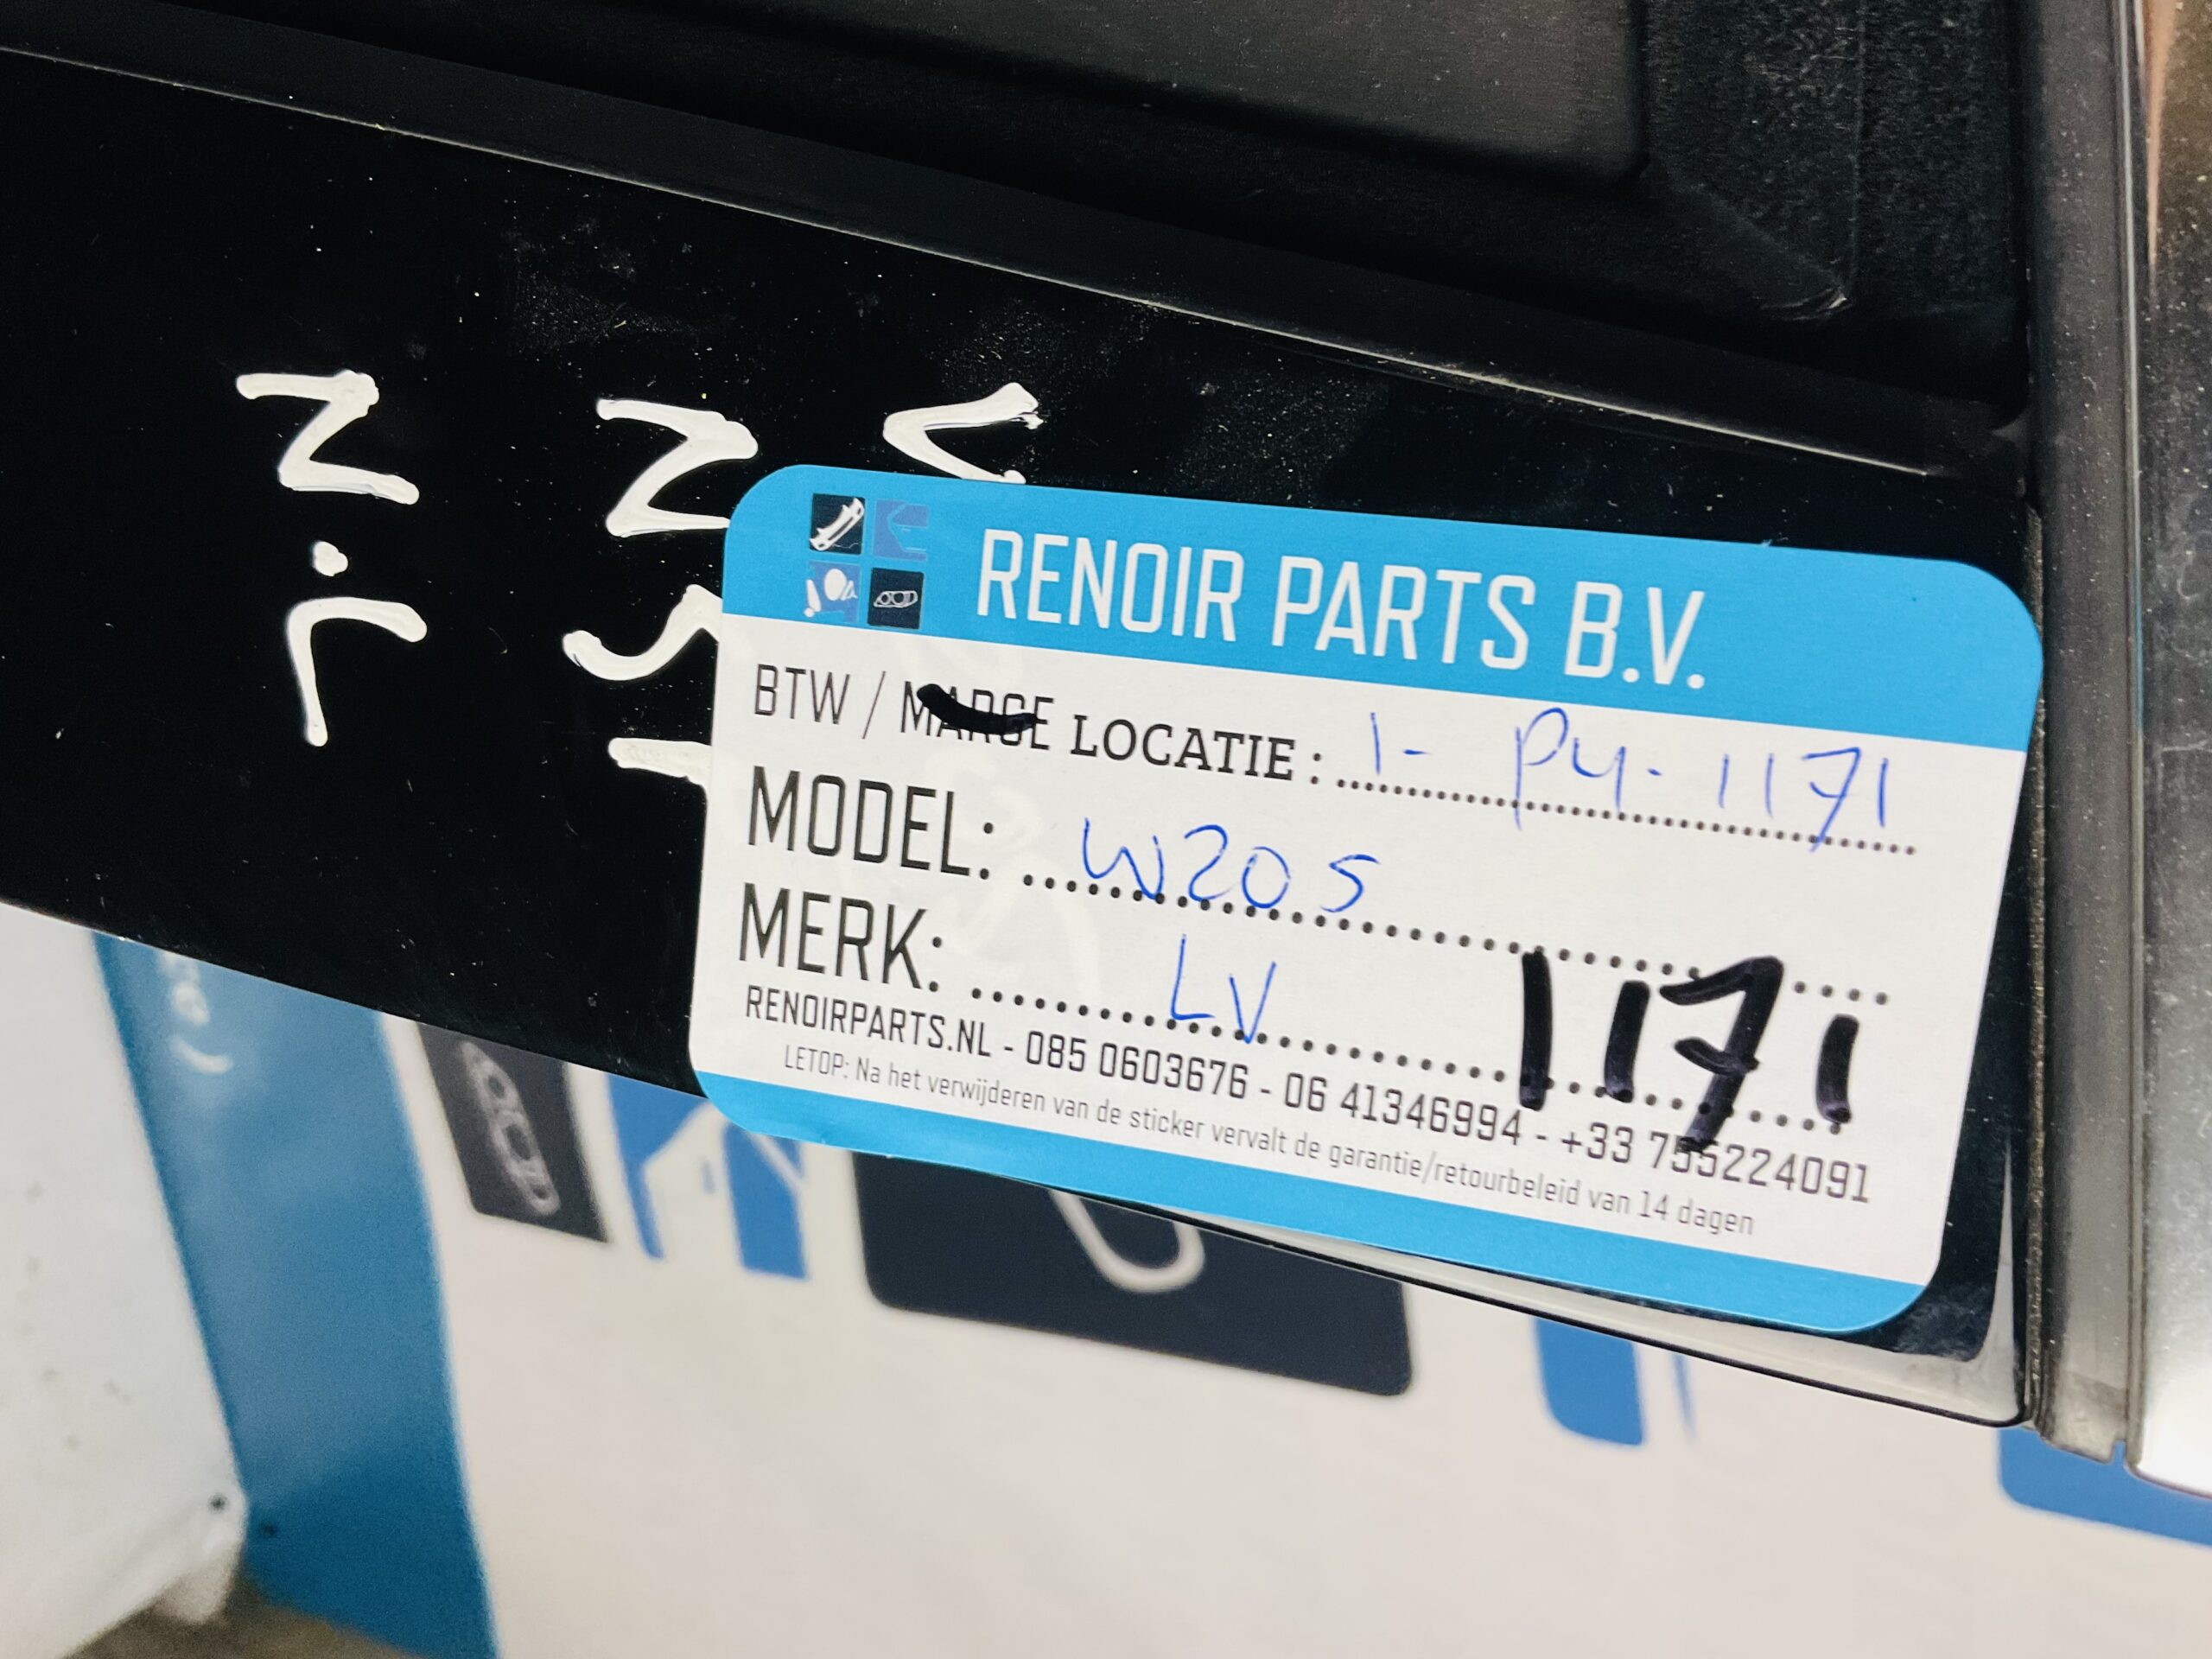 RENOIR PARTS B.V.
BTW / MARGE LOCATIE : 1- P4-1171
MODEL: W205
MERK: LV
1171
RENOIRPARTS.NL - 085 0603676 - 06 41346994 - +33 755224091
LETOP: Na het verwijderen van de sticker vervalt de garantie/retourbeleid van 14 dagen